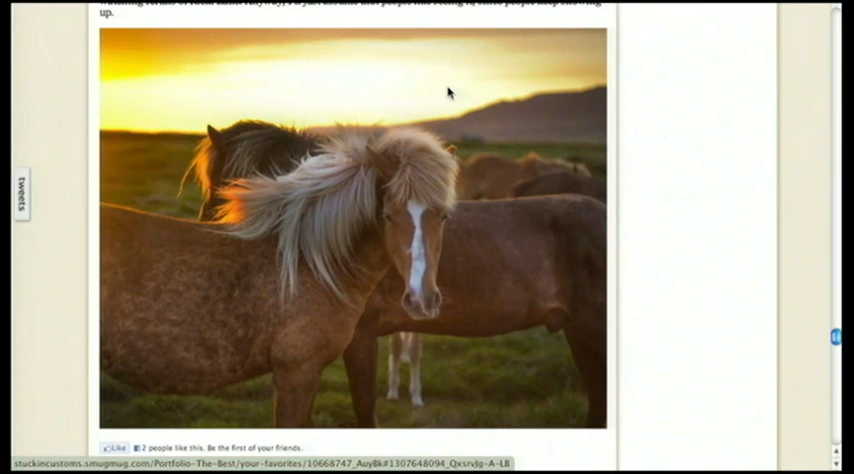 up.
tweets
Like 2 people like this. Be the first of your friends.
stuckincustoms.smugmug.com/Portfolio-The-Best/your-favorites/10668747_AuyBk#1307648094_QxsrvJg-A-LB